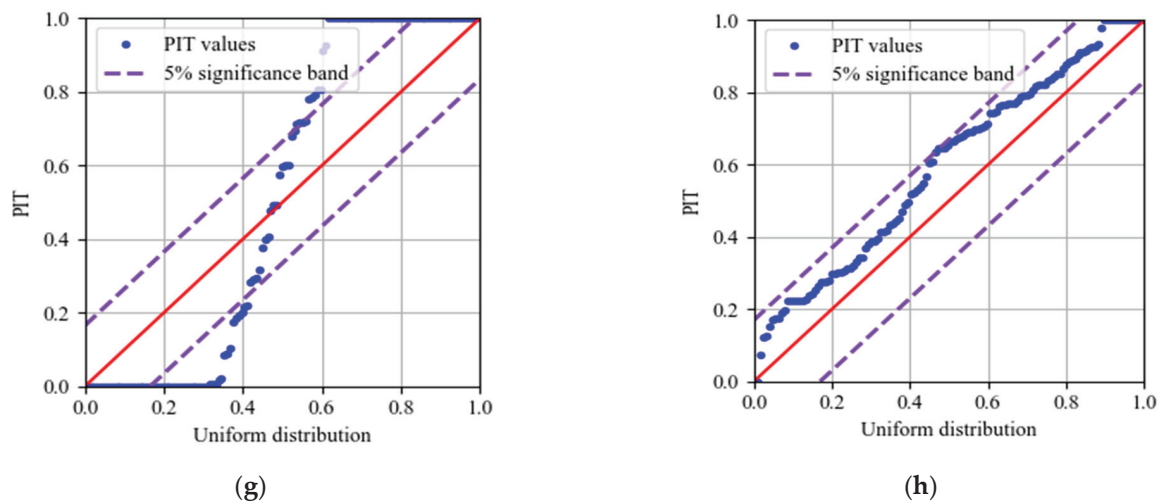 1.0
0.8
0.6
0.4
0.2
0.0
PIT
PIT values
5% significance band
0.0 0.2 0.4 0.6 0.8 1.0
Uniform distribution
(g)
1.0
0.8
0.6
0.4
0.2
0.0
PIT
PIT values
5% significance band
0.0 0.2 0.4 0.6 0.8 1.0
Uniform distribution
(h)